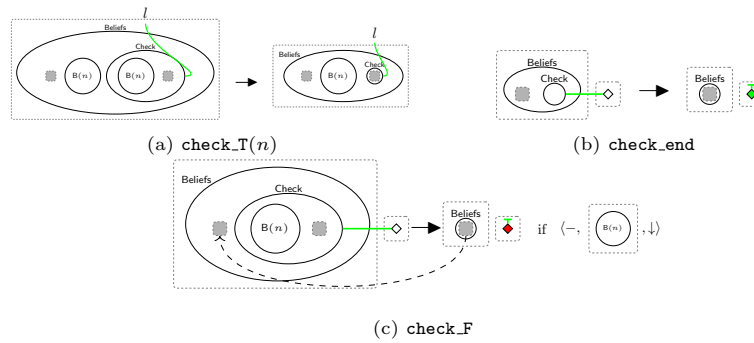 l
Beliefs
Check
B(n)
B(n)
l
Beliefs
B(n)
Check
(a) check_T(n)
Beliefs
Check
Beliefs
(b) check_end
Beliefs
Check
B(n)
Beliefs
if ⟨−, B(n) , ↓⟩
(c) check_F